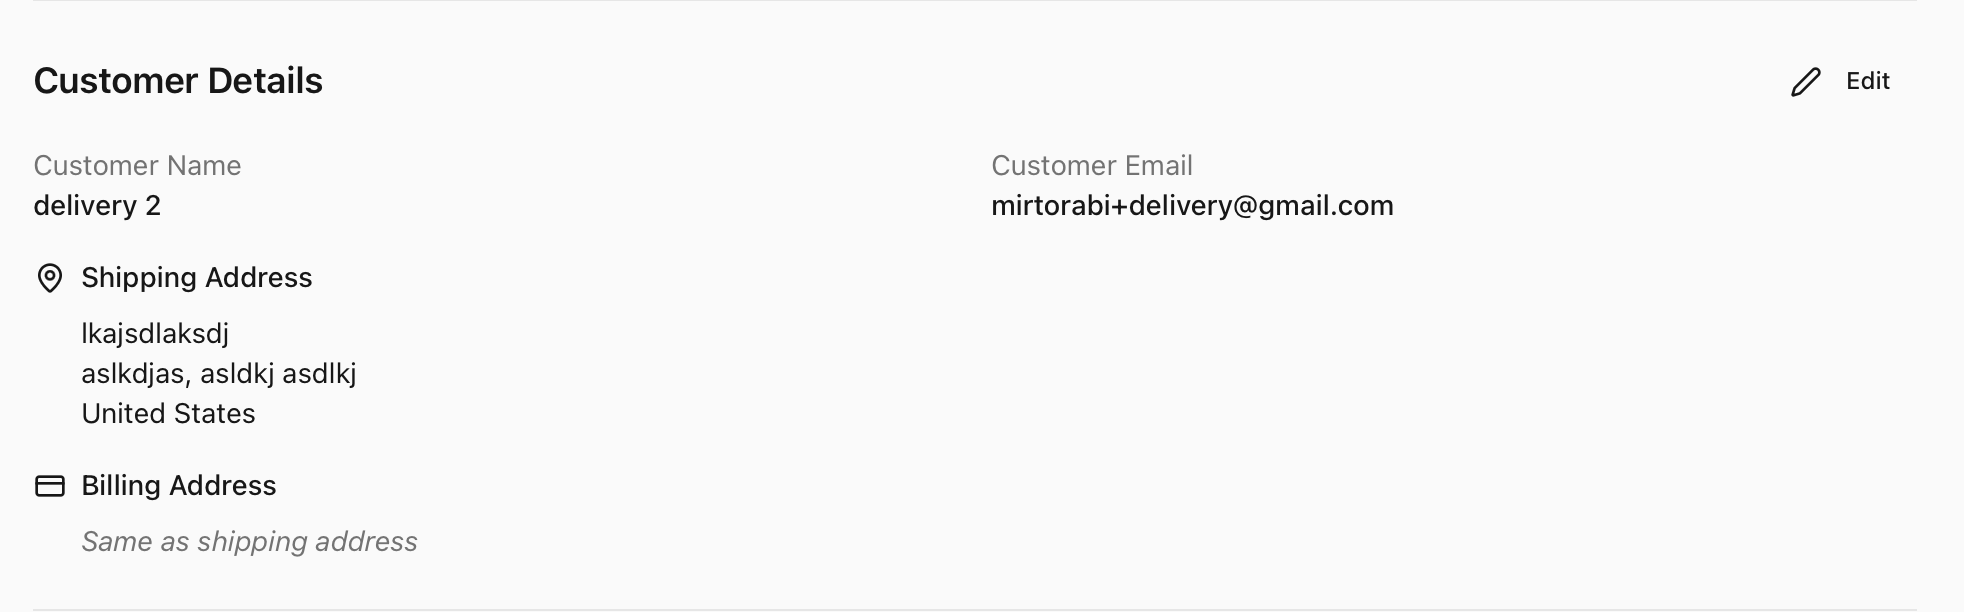 Customer Details
Edit
Customer Name
Customer Email
delivery 2
mirtorabi+delivery@gmail.com
Shipping Address
lkajsdlaksdj
aslkdjas, asldkj asdlkj
United States
Billing Address
Same as shipping address